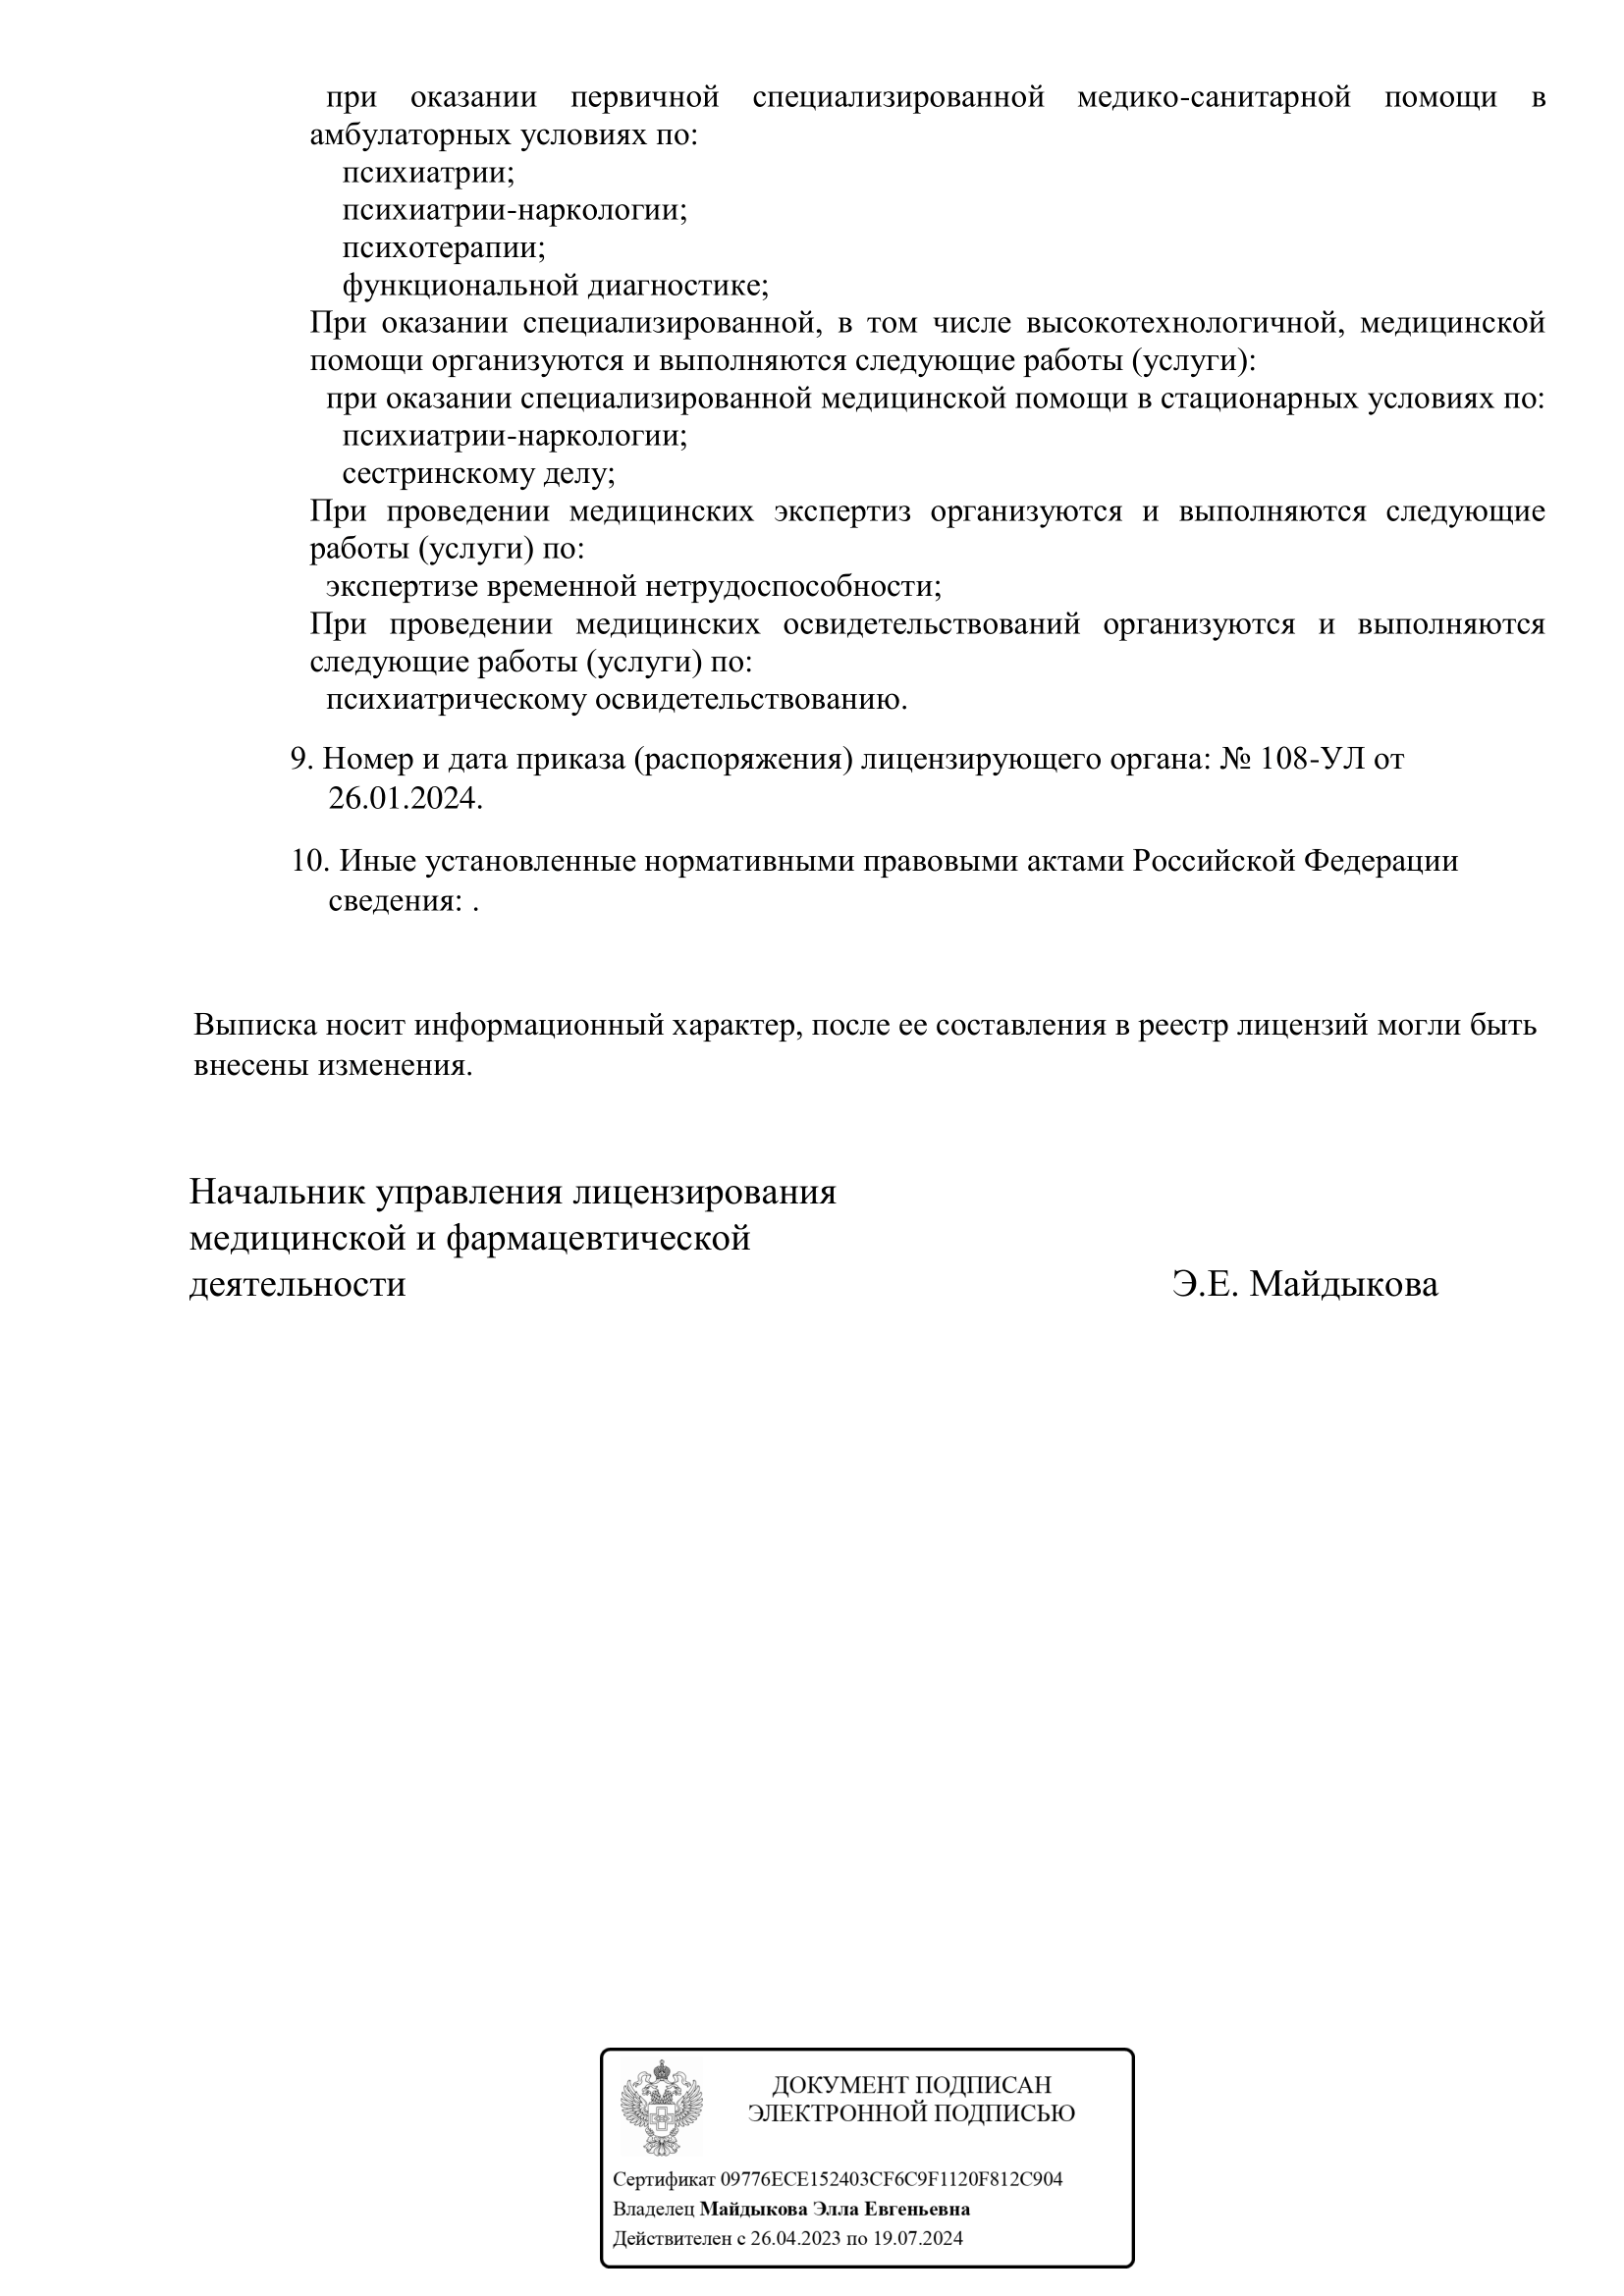 при оказании первичной специализированной медико-санитарной помощи в
амбулаторных условиях по:
психиатрии;
психиатрии-наркологии;
психотерапии;
функциональной диагностике;
При оказании специализированной, в том числе высокотехнологичной, медицинской
помощи организуются и выполняются следующие работы (услуги):
при оказании специализированной медицинской помощи в стационарных условиях по:
психиатрии-наркологии;
сестринскому делу;
При проведении медицинских экспертиз организуются и выполняются следующие
работы (услуги) по:
экспертизе временной нетрудоспособности;
При проведении медицинских освидетельствований организуются и выполняются
следующие работы (услуги) по:
психиатрическому освидетельствованию.
9. Номер и дата приказа (распоряжения) лицензирующего органа: № 108-УЛ от
26.01.2024.
10. Иные установленные нормативными правовыми актами Российской Федерации
сведения: .
Выписка носит информационный характер, после ее составления в реестр лицензий могли быть
внесены изменения.
Начальник управления лицензирования
медицинской и фармацевтической
деятельности Э.Е. Майдыкова
ДОКУМЕНТ ПОДПИСАН
ЭЛЕКТРОННОЙ ПОДПИСЬЮ
Сертификат 09776ECE152403CF6C9F1120F812C904
Владелец Майдыкова Элла Евгеньевна
Действителен с 26.04.2023 по 19.07.2024